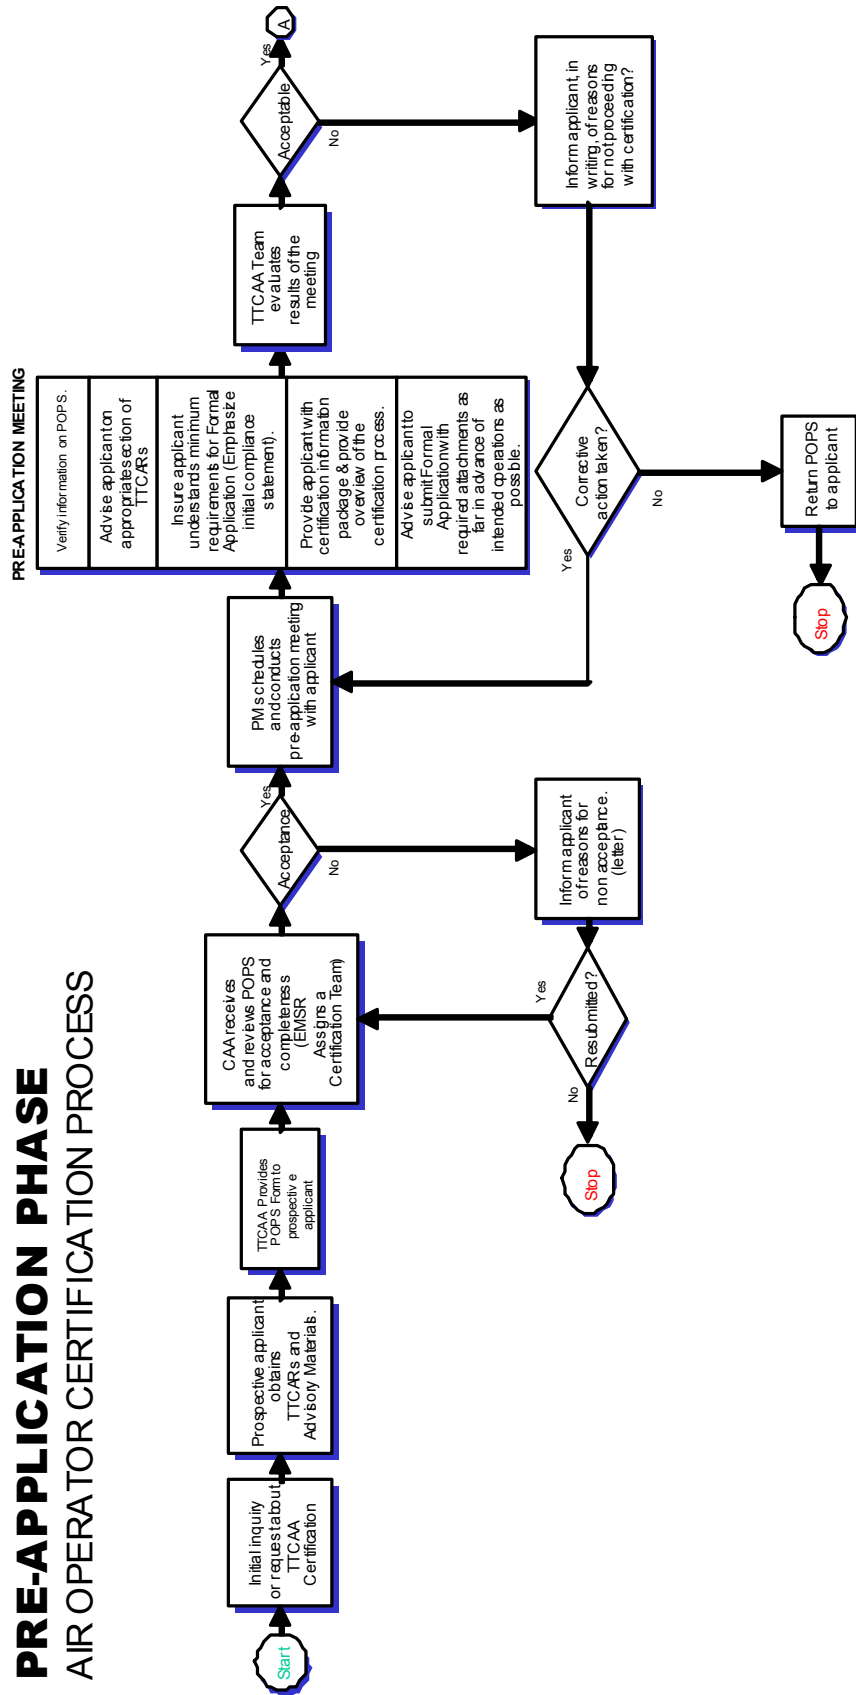 PRE-APPLICATION PHASE
AIR OPERATOR CERTIFICATION PROCESS
Start
Initial inquiry
or request about
TTCAA
Certification
Prospective applicant
obtains
TTCARs and
Advisory Materials.
TTCAA Provides
POPS Form to
prospective
applicant
CAA receives
and reviews POPS
for acceptance and
completeness
(EMSR
Assigns a
Certification Team)
Acceptance
Yes
No
Inform applicant
of reasons for
non acceptance.
(letter)
Resubmitted?
Yes
No
Stop
PM schedules
and conducts
pre-application meeting
with applicant
PRE-APPLICATION MEETING
Verify information on POPS.
Advise applicant on
appropriate section of
TTCARs
Insure applicant
understands minimum
requirements for Formal
Application (Emphasize
initial compliance
statement).
Provide applicant with
certification information
package & provide
overview of the
certification process.
Advise applicant to
submit Formal
Application with
required attachments as
far in advance of
intended operations as
possible.
TTCAA Team
evaluates
results of the
meeting
Acceptable
Yes
A
No
Inform applicant, in
writing, of reasons
for not proceeding
with certification?
Corrective
action taken?
Yes
No
Return POPS
to applicant
Stop